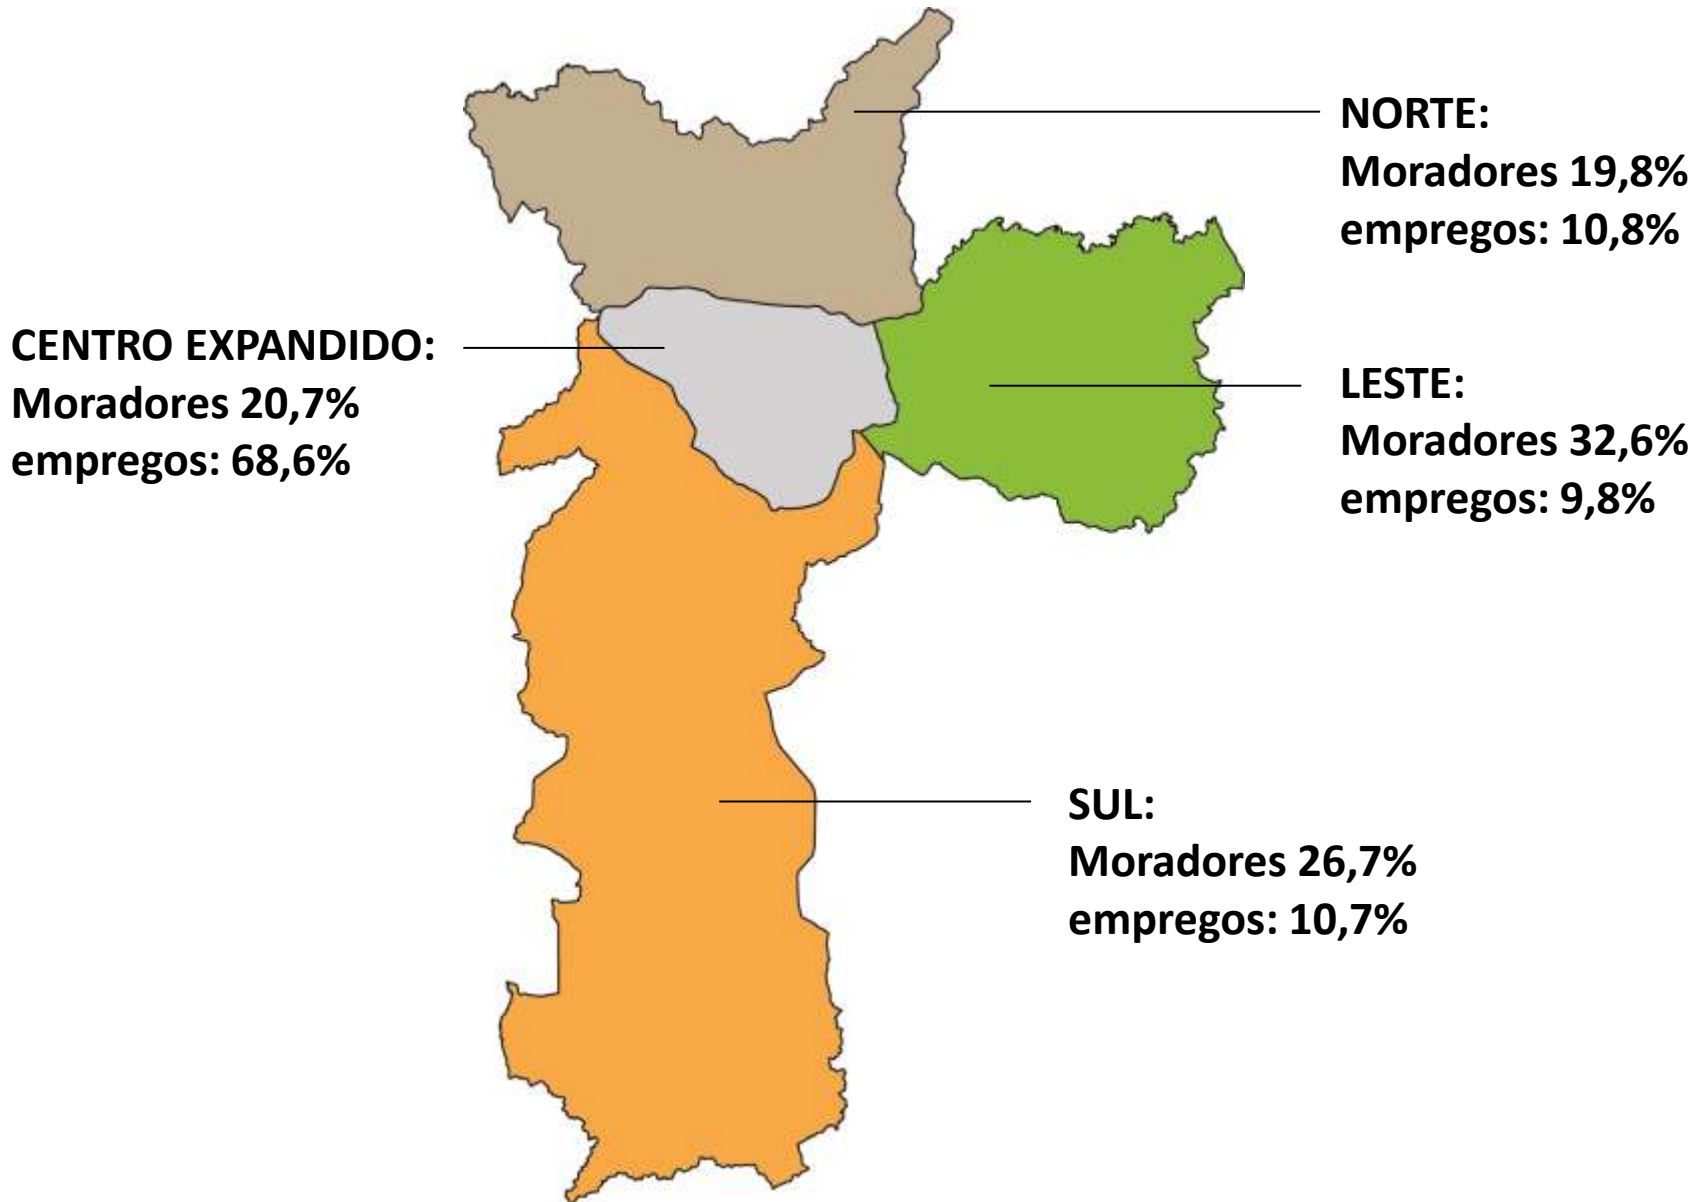 NORTE:
Moradores 19,8%
empregos: 10,8%
CENTRO EXPANDIDO:
Moradores 20,7%
empregos: 68,6%
LESTE:
Moradores 32,6%
empregos: 9,8%
SUL:
Moradores 26,7%
empregos: 10,7%